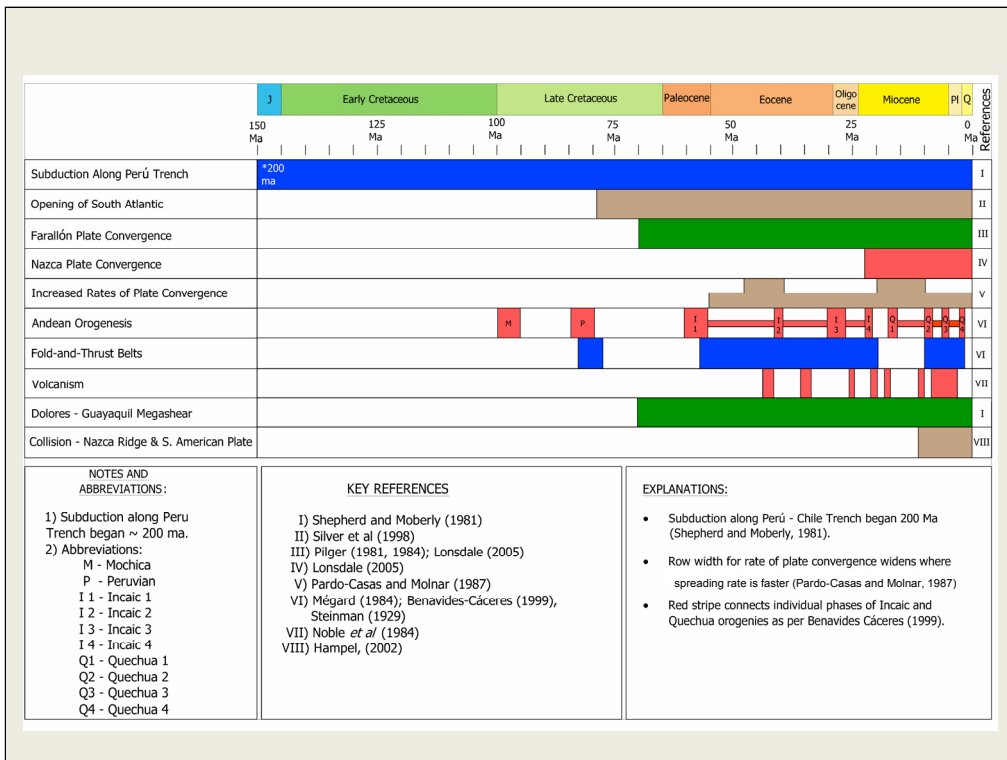 J
Early Cretaceous
Late Cretaceous
Paleocene
Eocene
Oligo
cene
Miocene
Pl
Q
References
150
Ma
125
Ma
100
Ma
75
Ma
50
Ma
25
Ma
0
Ma
Subduction Along Perú Trench
*200
ma
I
Opening of South Atlantic
II
Farallón Plate Convergence
III
Nazca Plate Convergence
IV
Increased Rates of Plate Convergence
V
Andean Orogenesis
M
P
I
1
I
2
I
3
I
4
Q
1
Q
2
Q
3
Q
4
VI
Fold-and-Thrust Belts
VI
Volcanism
VII
Dolores - Guayaquil Megashear
I
Collision - Nazca Ridge & S. American Plate
VIII
NOTES AND
ABBREVIATIONS:
1) Subduction along Peru
Trench began ~ 200 ma.
2) Abbreviations:
M - Mochica
P - Peruvian
I 1 - Incaic 1
I 2 - Incaic 2
I 3 - Incaic 3
I 4 - Incaic 4
Q1 - Quechua 1
Q2 - Quechua 2
Q3 - Quechua 3
Q4 - Quechua 4
KEY REFERENCES
I) Shepherd and Moberly (1981)
II) Silver et al (1998)
III) Pilger (1981, 1984); Lonsdale (2005)
IV) Lonsdale (2005)
V) Pardo-Casas and Molnar (1987)
VI) Mégard (1984); Benavides-Cáceres (1999),
Steinman (1929)
VII) Noble et al (1984)
VIII) Hampel, (2002)
EXPLANATIONS:
• Subduction along Perú - Chile Trench began 200 Ma
(Shepherd and Moberly, 1981).
• Row width for rate of plate convergence widens where
spreading rate is faster (Pardo-Casas and Molnar, 1987)
• Red stripe connects individual phases of Incaic and
Quechua orogenies as per Benavides Cáceres (1999).